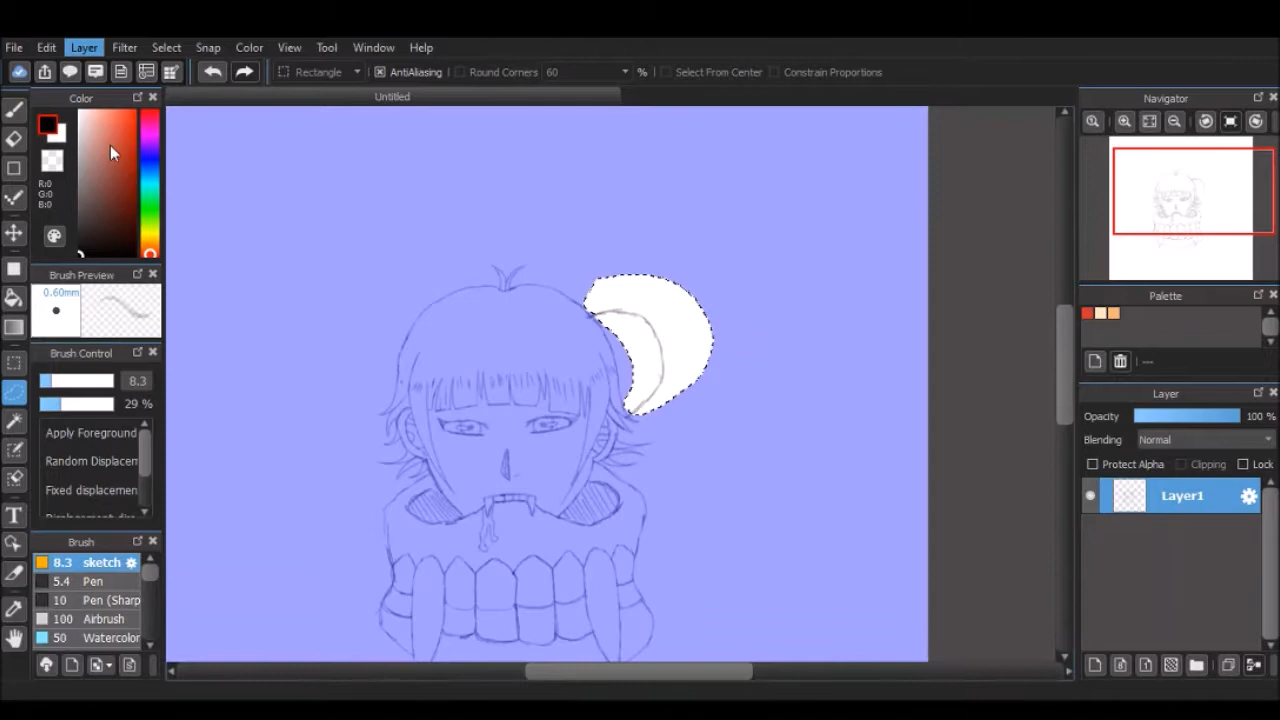 File Edit Layer Filter Select Snap Color View Tool Window Help
Rectangle AntiAliasing Round Corners 60 % Select From Center Constrain Proportions
Untitled
Color
R:0
G:0
B:0
Brush Preview
0.60mm
Brush Control
8.3
29 %
Apply Foreground
Random Displacem
Fixed displacemen
Brush
8.3 sketch
5.4 Pen
10 Pen (Sharp
100 Airbrush
50 Watercolor
Navigator
Palette
---
Layer
Opacity 100 %
Blending Normal
Protect Alpha Clipping Lock
Layer1